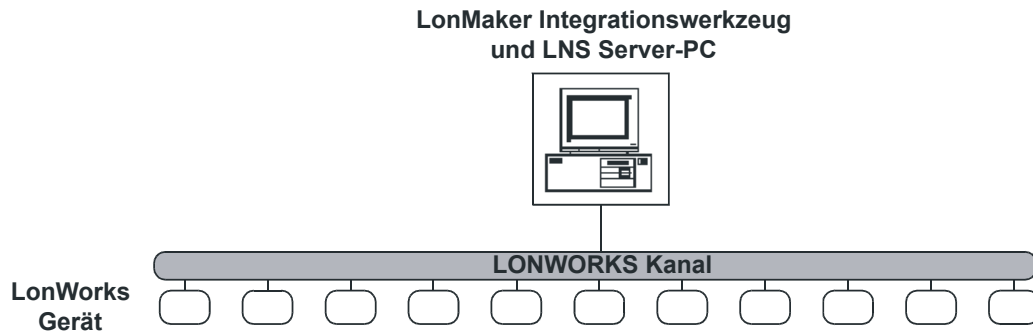 LonMaker Integrationswerkzeug
und LNS Server-PC
LONWORKS Kanal
LonWorks
Gerät